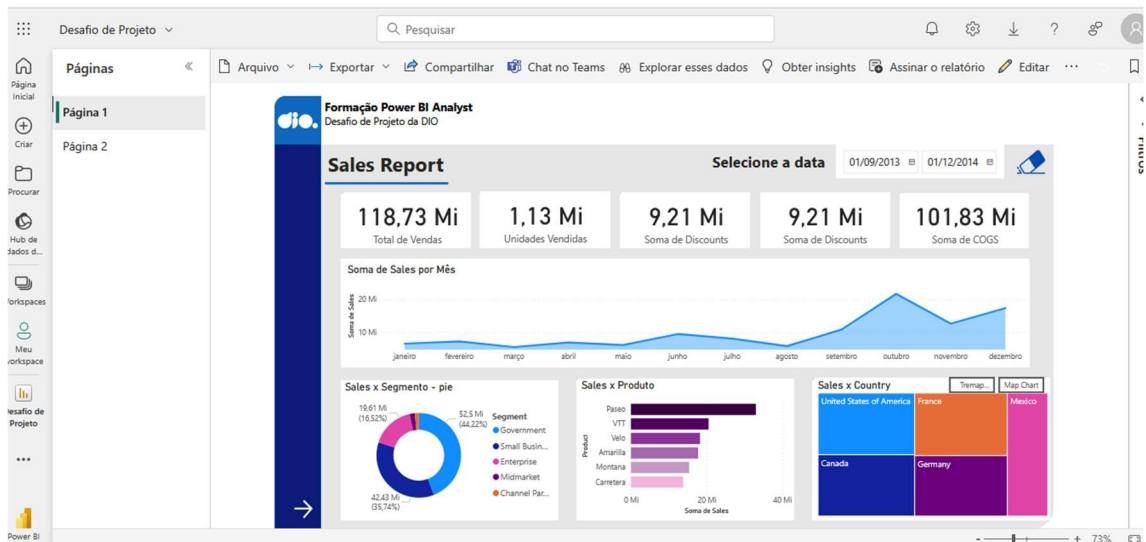 Desafio de Projeto
Pesquisar
Página Inicial
Criar
Procurar
Hub de dados d...
Workspaces
Meu workspace
Desafio de Projeto
Power BI
Páginas
Página 1
Página 2
Arquivo Exportar Compartilhar Chat no Teams Explorar esses dados Obter insights Assinar o relatório Editar ...
Filtros
dio.
Formação Power BI Analyst
Desafio de Projeto da DIO
Sales Report
Selecione a data 01/09/2013 01/12/2014
118,73 Mi
Total de Vendas
1,13 Mi
Unidades Vendidas
9,21 Mi
Soma de Discounts
9,21 Mi
Soma de Discounts
101,83 Mi
Soma de COGS
Soma de Sales por Mês
Soma de Sales
20 Mi
10 Mi
janeiro fevereiro março abril maio junho julho agosto setembro outubro novembro dezembro
Sales x Segmento - pie
19,61 Mi
(16,52%)
52,5 Mi
(44,22%)
42,43 Mi
(35,74%)
Segment
Government
Small Busin...
Enterprise
Midmarket
Channel Par...
Sales x Produto
Product
Paseo
VTT
Velo
Amarilla
Montana
Carretera
0 Mi 20 Mi 40 Mi
Soma de Sales
Sales x Country
Tremap... Map Chart
United States of America France Mexico
Canada Germany
73%